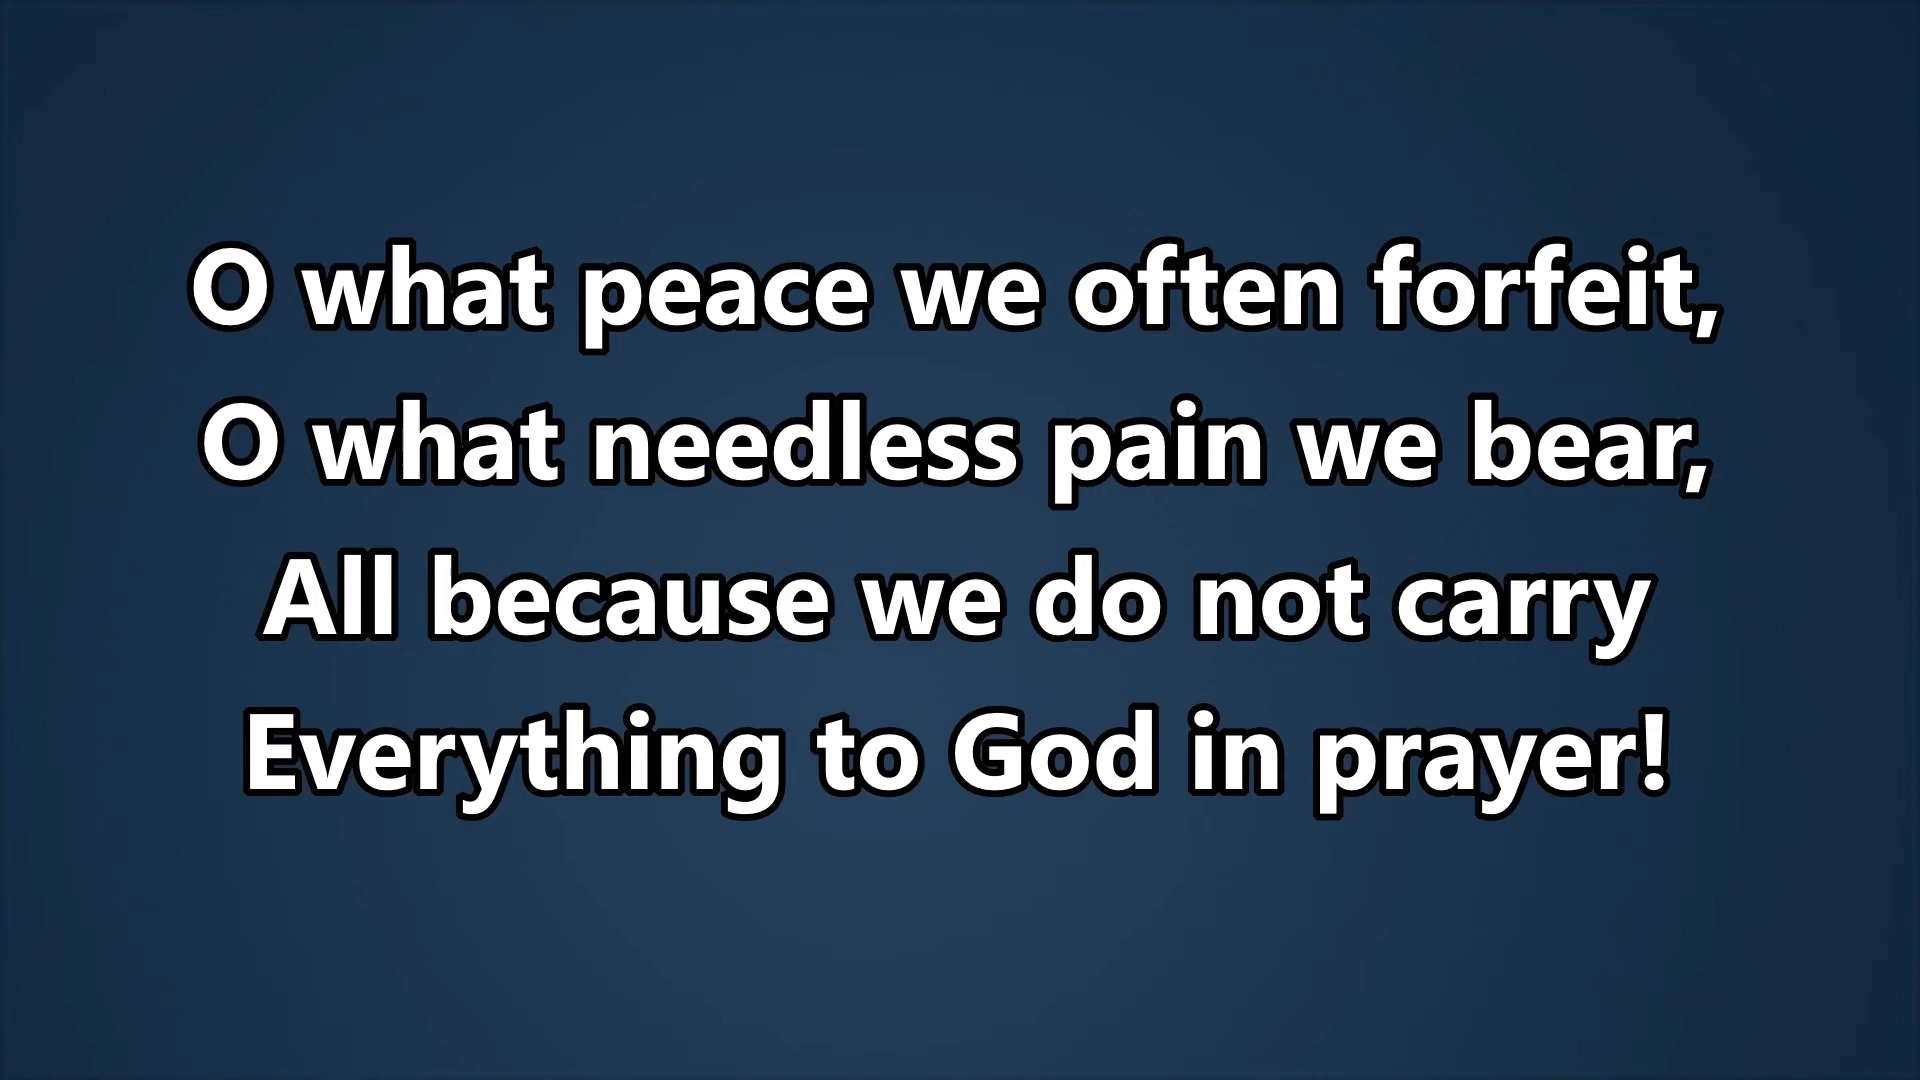 O what peace we often forfeit,
O what needless pain we bear,
All because we do not carry
Everything to God in prayer!